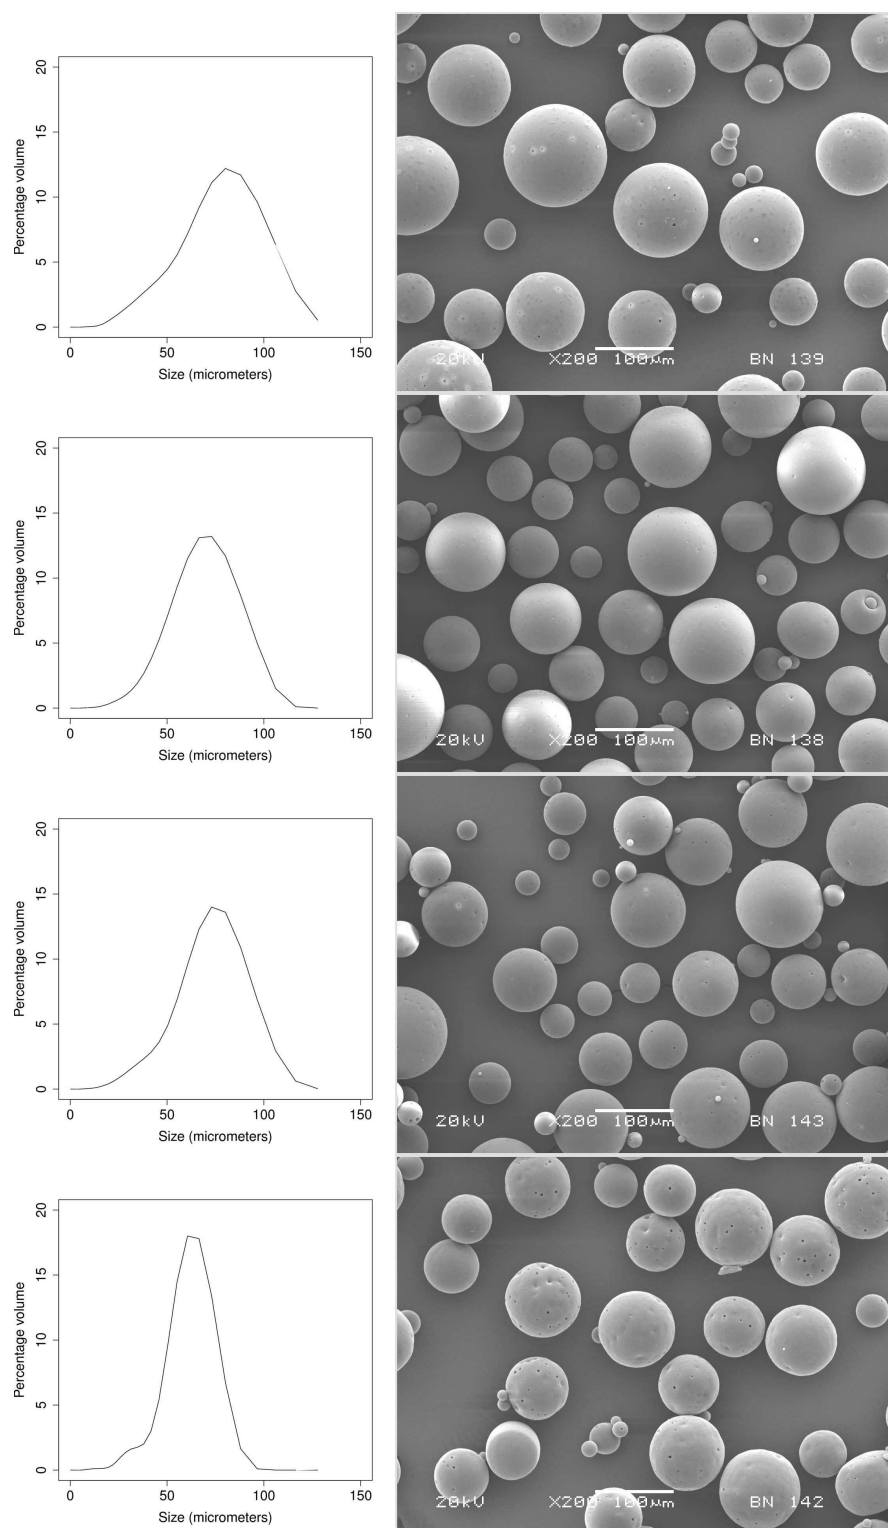 20
15
10
5
0
Percentage volume
0 50 100 150
Size (micrometers)
20kV X200 100μm BN 139
20
15
10
5
0
Percentage volume
0 50 100 150
Size (micrometers)
20kV X200 100μm BN 138
20
15
10
5
0
Percentage volume
0 50 100 150
Size (micrometers)
20kV X200 100μm BN 143
20
15
10
5
0
Percentage volume
0 50 100 150
Size (micrometers)
20kV X200 100μm BN 142